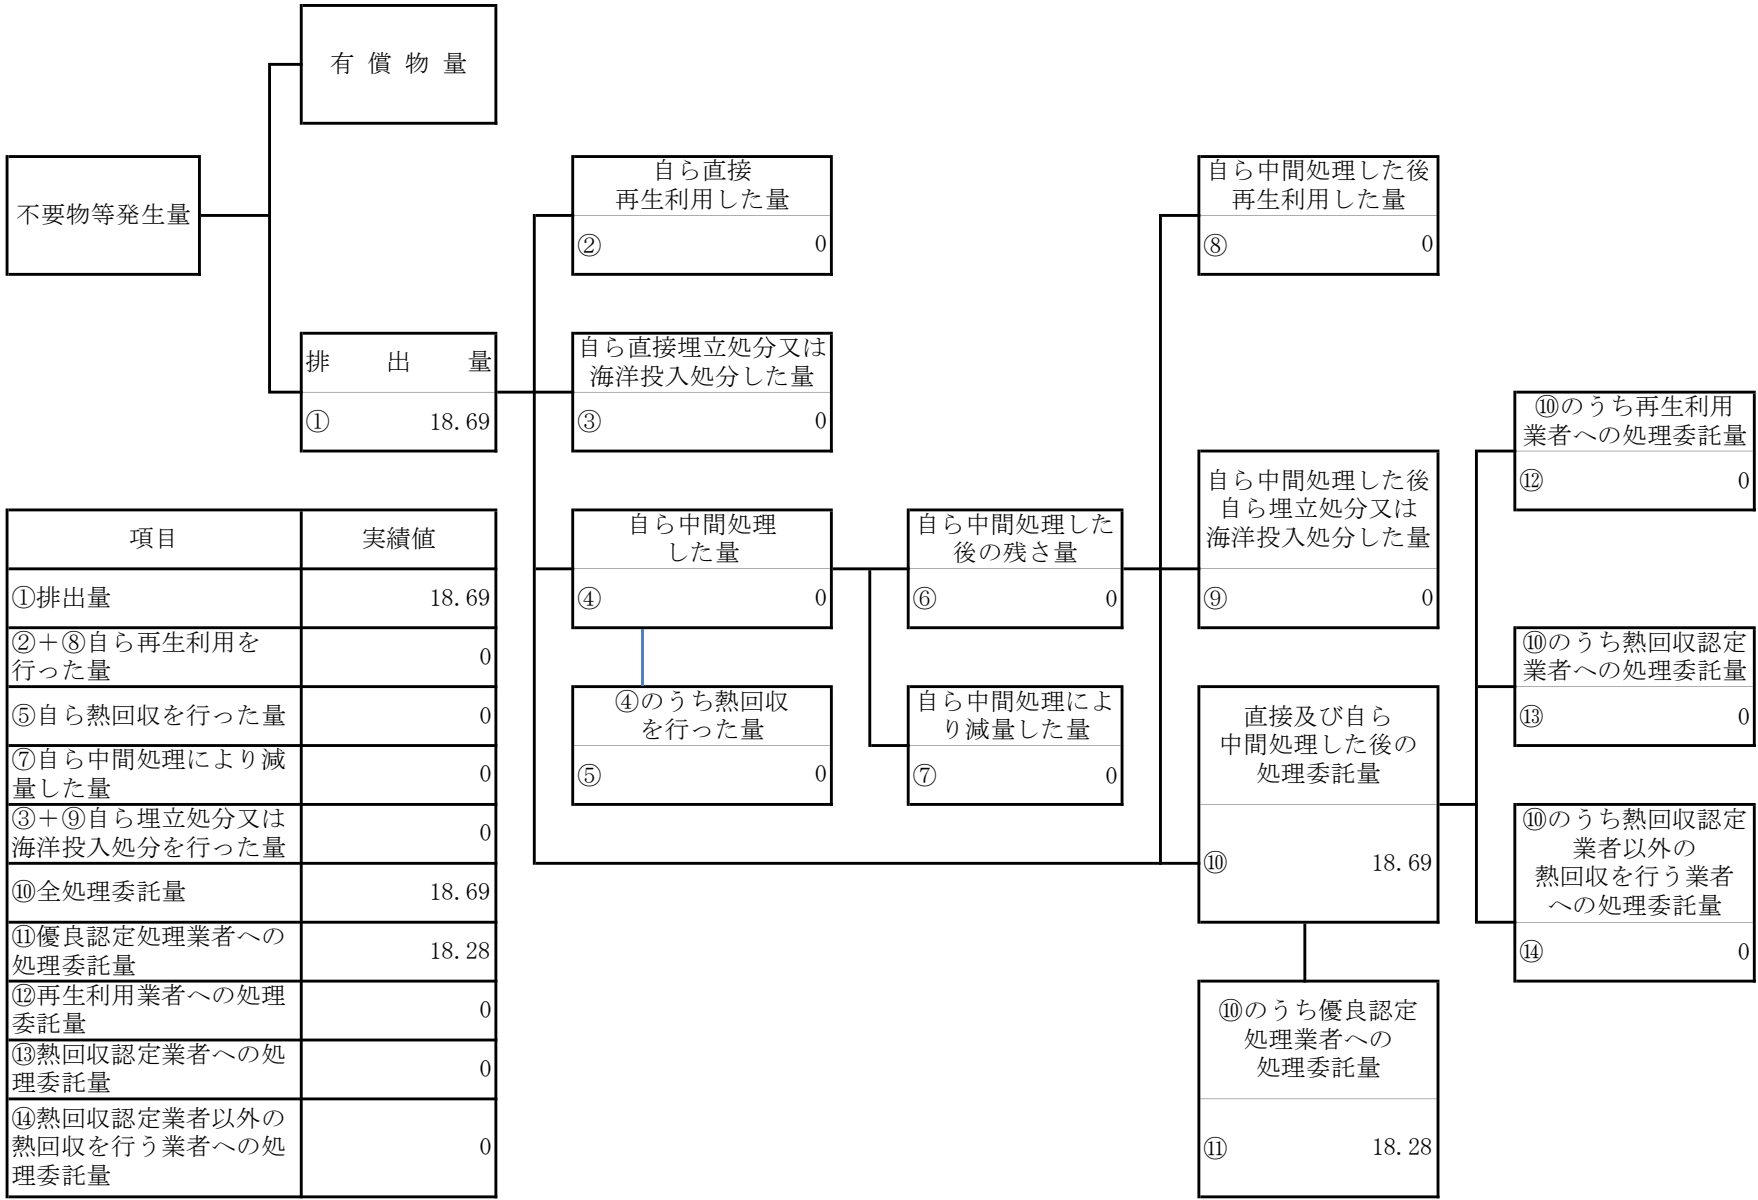 有償物量
不要物等発生量
自ら直接
再生利用した量
② 0
自ら中間処理した後
再生利用した量
⑧ 0
排出量
① 18.69
自ら直接埋立処分又は
海洋投入処分した量
③ 0
⑩のうち再生利用
業者への処理委託量
⑫ 0
自ら中間処理した後
自ら埋立処分又は
海洋投入処分した量
⑨ 0
自ら中間処理
した量
④ 0
自ら中間処理した
後の残さ量
⑥ 0
⑩のうち熱回収認定
業者への処理委託量
⑬ 0
④のうち熱回収
を行った量
⑤ 0
自ら中間処理によ
り減量した量
⑦ 0
直接及び自ら
中間処理した後の
処理委託量
⑩ 18.69
⑩のうち熱回収認定
業者以外の
熱回収を行う業者
への処理委託量
⑭ 0
⑩のうち優良認定
処理業者への
処理委託量
⑪ 18.28
項目 実績値
①排出量 18.69
②+⑧自ら再生利用を
行った量 0
⑤自ら熱回収を行った量 0
⑦自ら中間処理により減
量した量 0
③+⑨自ら埋立処分又は
海洋投入処分を行った量 0
⑩全処理委託量 18.69
⑪優良認定処理業者への
処理委託量 18.28
⑫再生利用業者への処理
委託量 0
⑬熱回収認定業者への処
理委託量 0
⑭熱回収認定業者以外の
熱回収を行う業者への処
理委託量 0